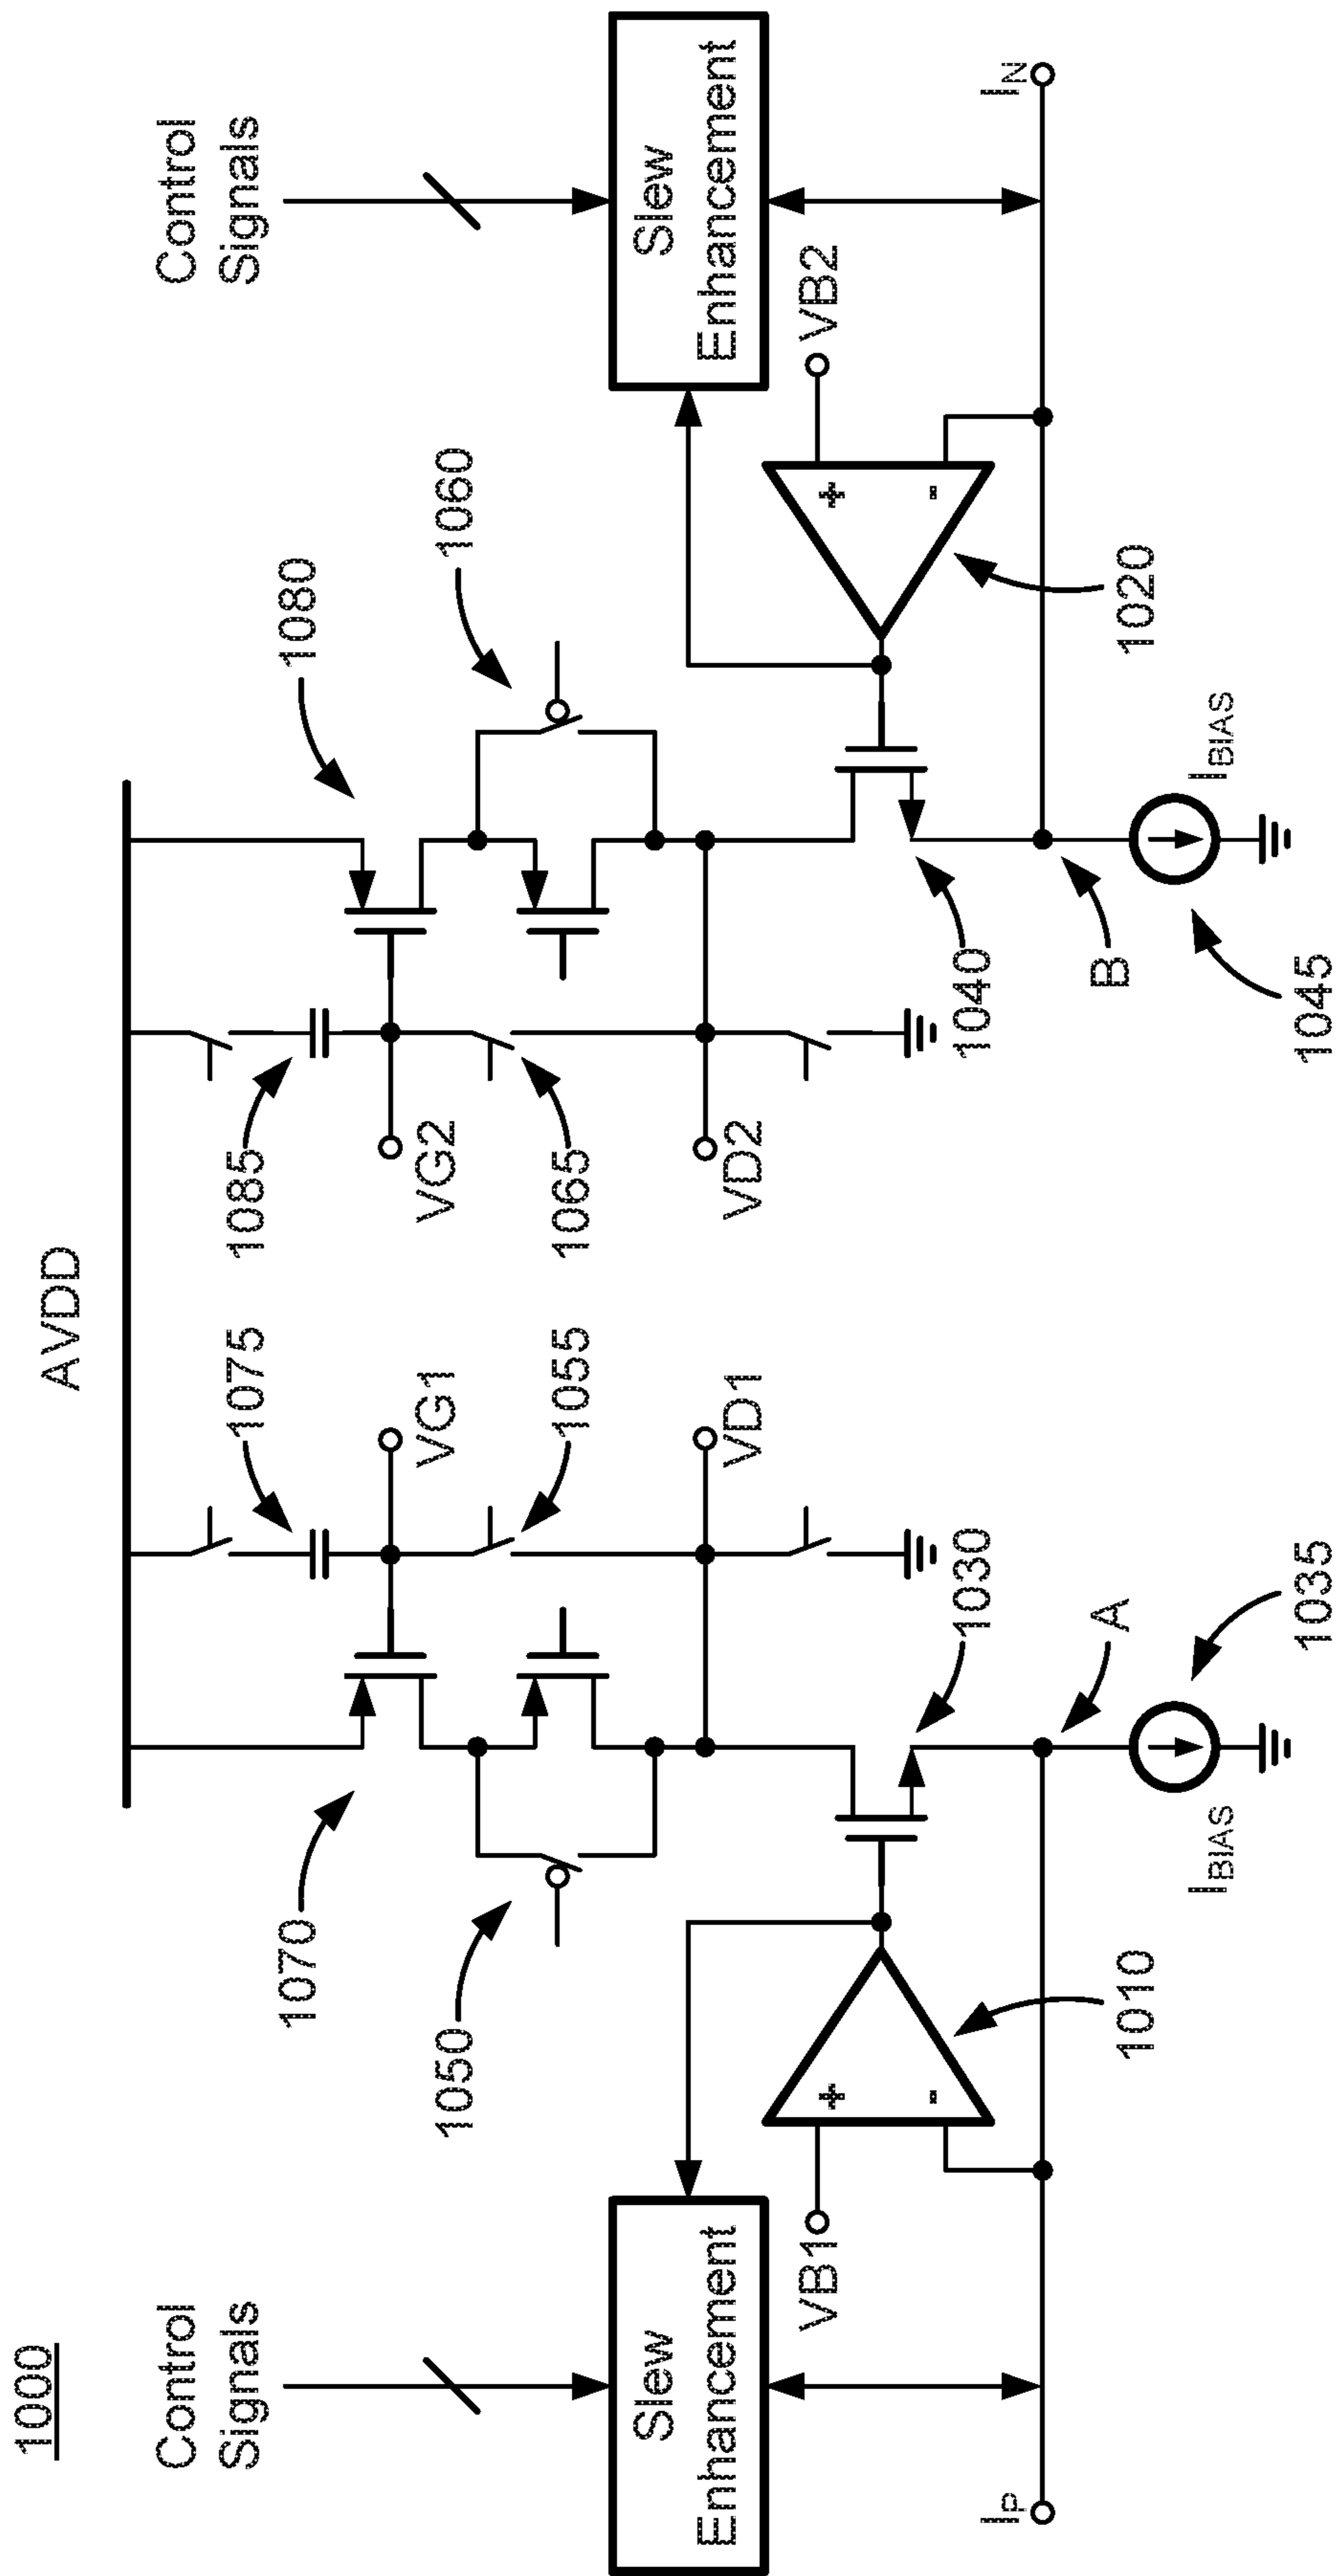 1000
AVDD
Control
Signals
Control
Signals
1070
1075
1085
1080
1050
VG1
VG2
1060
1055
1065
Slew
Enhancement
Slew
Enhancement
VB1
+
-
VD1
VD2
VB2
+
-
1010
1030
1040
1020
IP
A
B
IN
IBIAS
1035
1045
IBIAS